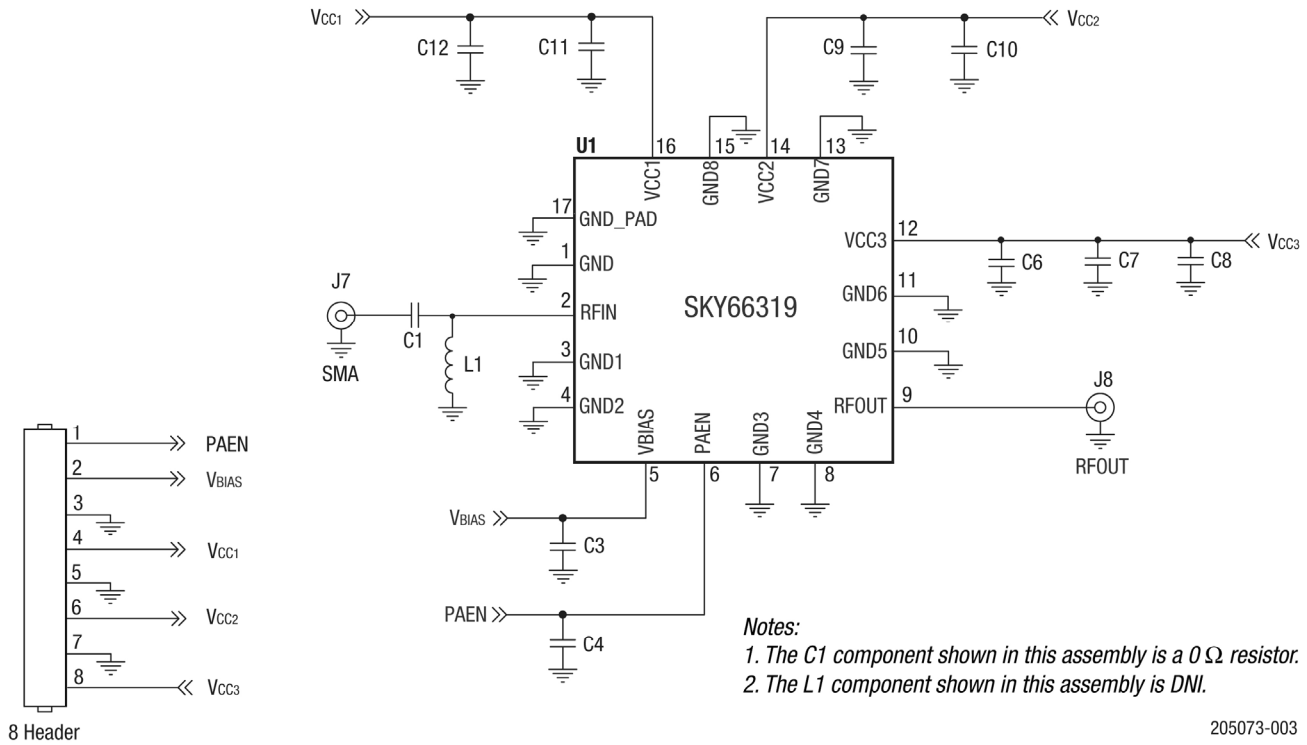 VCC1
C12
C11
C9
C10
VCC2
U1
16
15
14
13
VCC1
GND8
VCC2
GND7
17
GND_PAD
1
GND
J7
2
RFIN
C1
L1
SMA
3
GND1
4
GND2
SKY66319
VCC3
12
C6
C7
C8
VCC3
GND6
11
GND5
10
RFOUT
9
J8
RFOUT
VBIAS
PAEN
GND3
GND4
5
6
7
8
VBIAS
C3
PAEN
C4
1
PAEN
2
VBIAS
3
4
VCC1
5
6
VCC2
7
8
VCC3
8 Header
Notes:
1. The C1 component shown in this assembly is a 0 Ω resistor.
2. The L1 component shown in this assembly is DNI.
205073-003